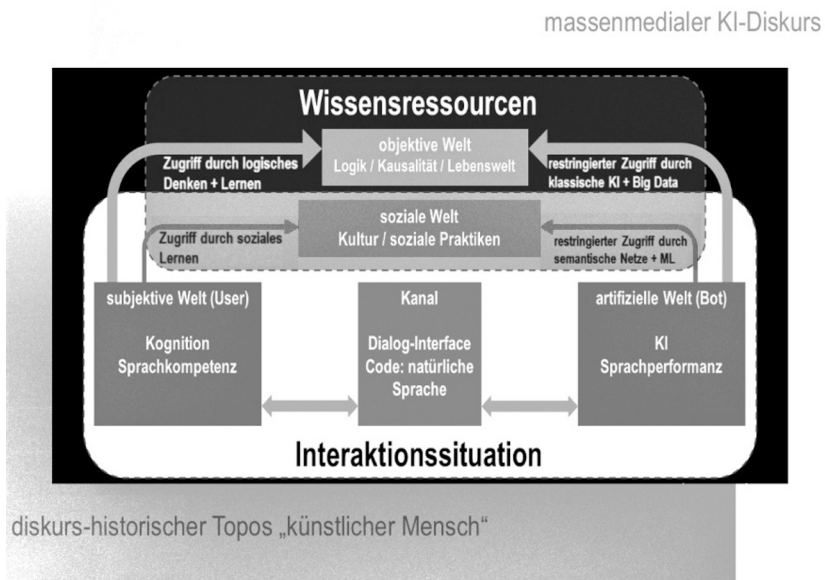 massenmedialer KI-Diskurs
Wissensressourcen
objektive Welt
Logik / Kausalität / Lebenswelt
Zugriff durch logisches
Denken + Lernen
restringierter Zugriff durch
klassische KI + Big Data
soziale Welt
Kultur / soziale Praktiken
Zugriff durch soziales
Lernen
restringierter Zugriff durch
semantische Netze + ML
subjektive Welt (User)
Kognition
Sprachkompetenz
Kanal
Dialog-Interface
Code: natürliche
Sprache
artifizielle Welt (Bot)
KI
Sprachperformanz
Interaktionssituation
diskurs-historischer Topos „künstlicher Mensch“